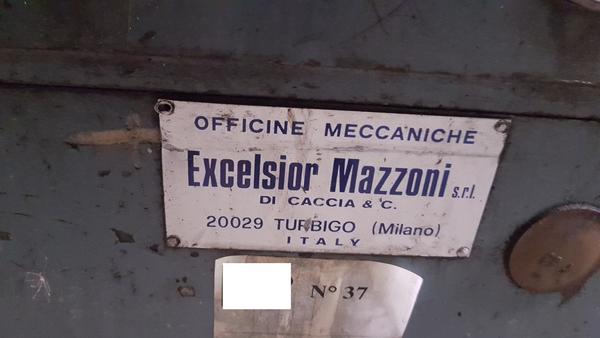 OFFICINE MECCANICHE
Excelsior Mazzoni s.r.l.
DI CACCIA & C.
20029 TURBIGO (Milano)
ITALY
N° 37